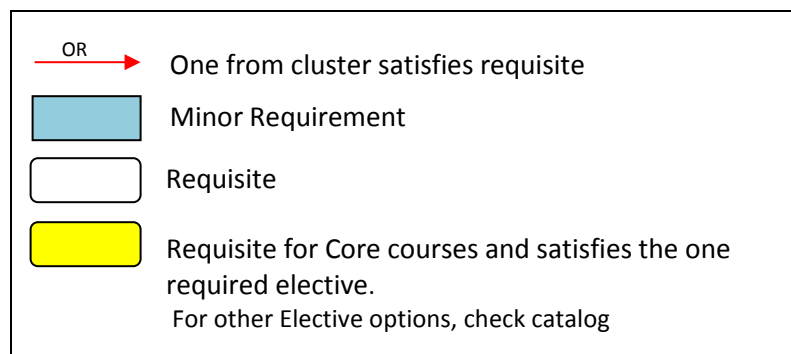 OR
One from cluster satisfies requisite
Minor Requirement
Requisite
Requisite for Core courses and satisfies the one
required elective.
For other Elective options, check catalog